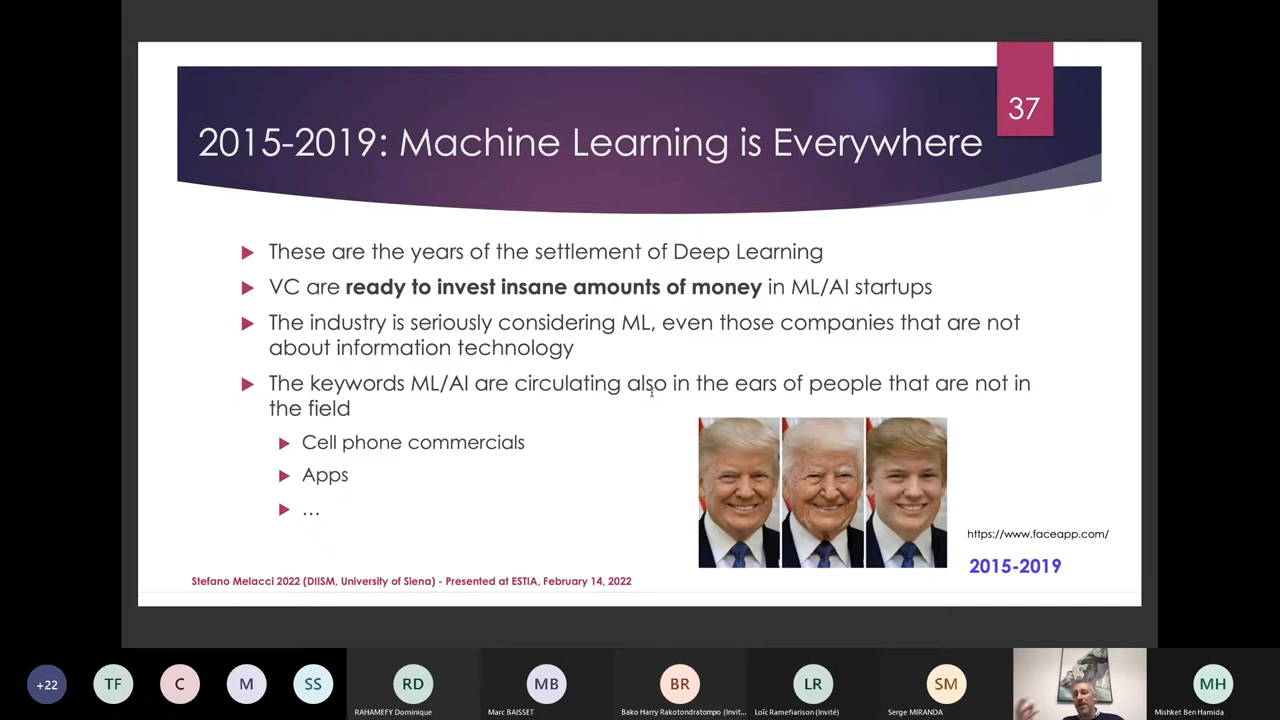 37
2015-2019: Machine Learning is Everywhere
These are the years of the settlement of Deep Learning
VC are ready to invest insane amounts of money in ML/AI startups
The industry is seriously considering ML, even those companies that are not
about information technology
The keywords ML/AI are circulating also in the ears of people that are not in
the field
Cell phone commercials
Apps
...
https://www.faceapp.com/
2015-2019
Stefano Melacci 2022 (DIISM, University of Siena) - Presented at ESTIA, February 14, 2022
+22
TF
C
M
SS
RD
MB
BR
LR
SM
MH
RAHAMEFY Dominique
Marc BAISSET
Bako Harry Rakotondratompo (Invit...
Loïc Ramefiarison (Invité)
Serge MIRANDA
Mishket Ben Hamida